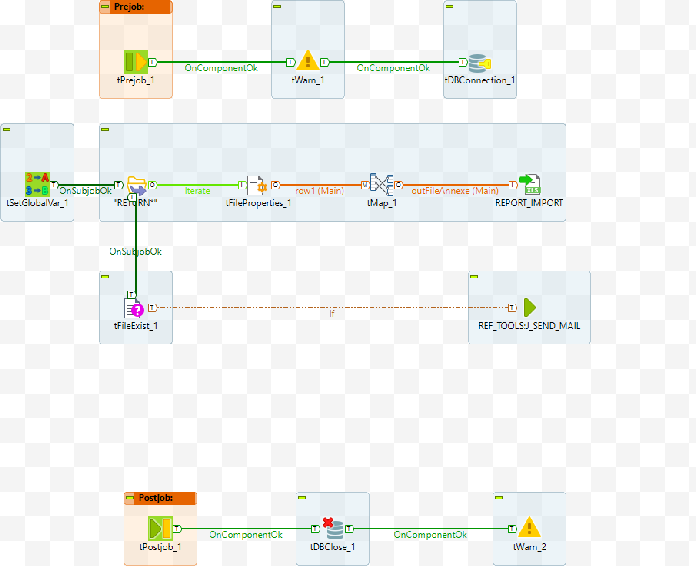 Prejob:
OnComponentOk
OnComponentOk
tPrejob_1
tWarn_1
tDBConnection_1
OnSubjobOk
Iterate
row1 (Main)
outFileAnnexe (Main)
tSetGlobalVar_1
"RETURN*"
tFileProperties_1
tMap_1
REPORT_IMPORT
OnSubjobOk
If
tFileExist_1
REF_TOOLS:J_SEND_MAIL
Postjob:
OnComponentOk
OnComponentOk
tPostjob_1
tDBClose_1
tWarn_2